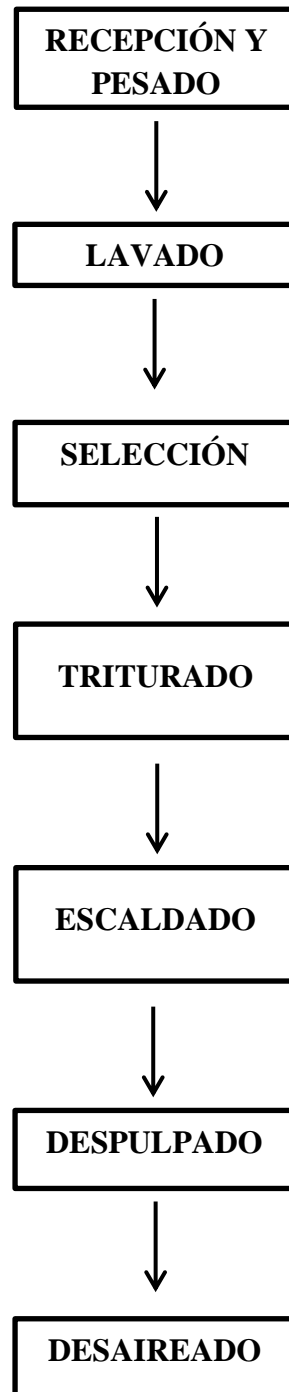 RECEPCIÓN Y
PESADO
LAVADO
SELECCIÓN
TRITURADO
ESCALDADO
DESPULPADO
DESAIREADO